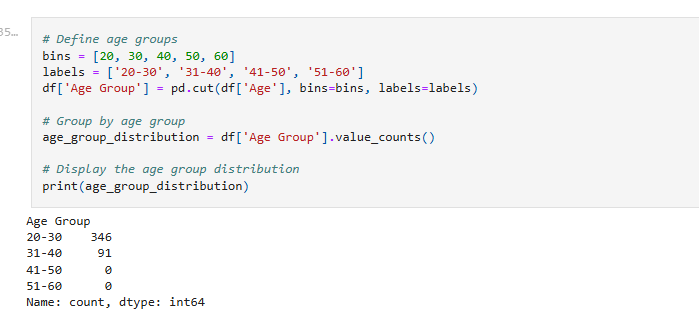 35...
# Define age groups
bins = [20, 30, 40, 50, 60]
labels = ['20-30', '31-40', '41-50', '51-60']
df['Age Group'] = pd.cut(df['Age'], bins=bins, labels=labels)
# Group by age group
age_group_distribution = df['Age Group'].value_counts()
# Display the age group distribution
print(age_group_distribution)
Age Group
20-30    346
31-40     91
41-50      0
51-60      0
Name: count, dtype: int64